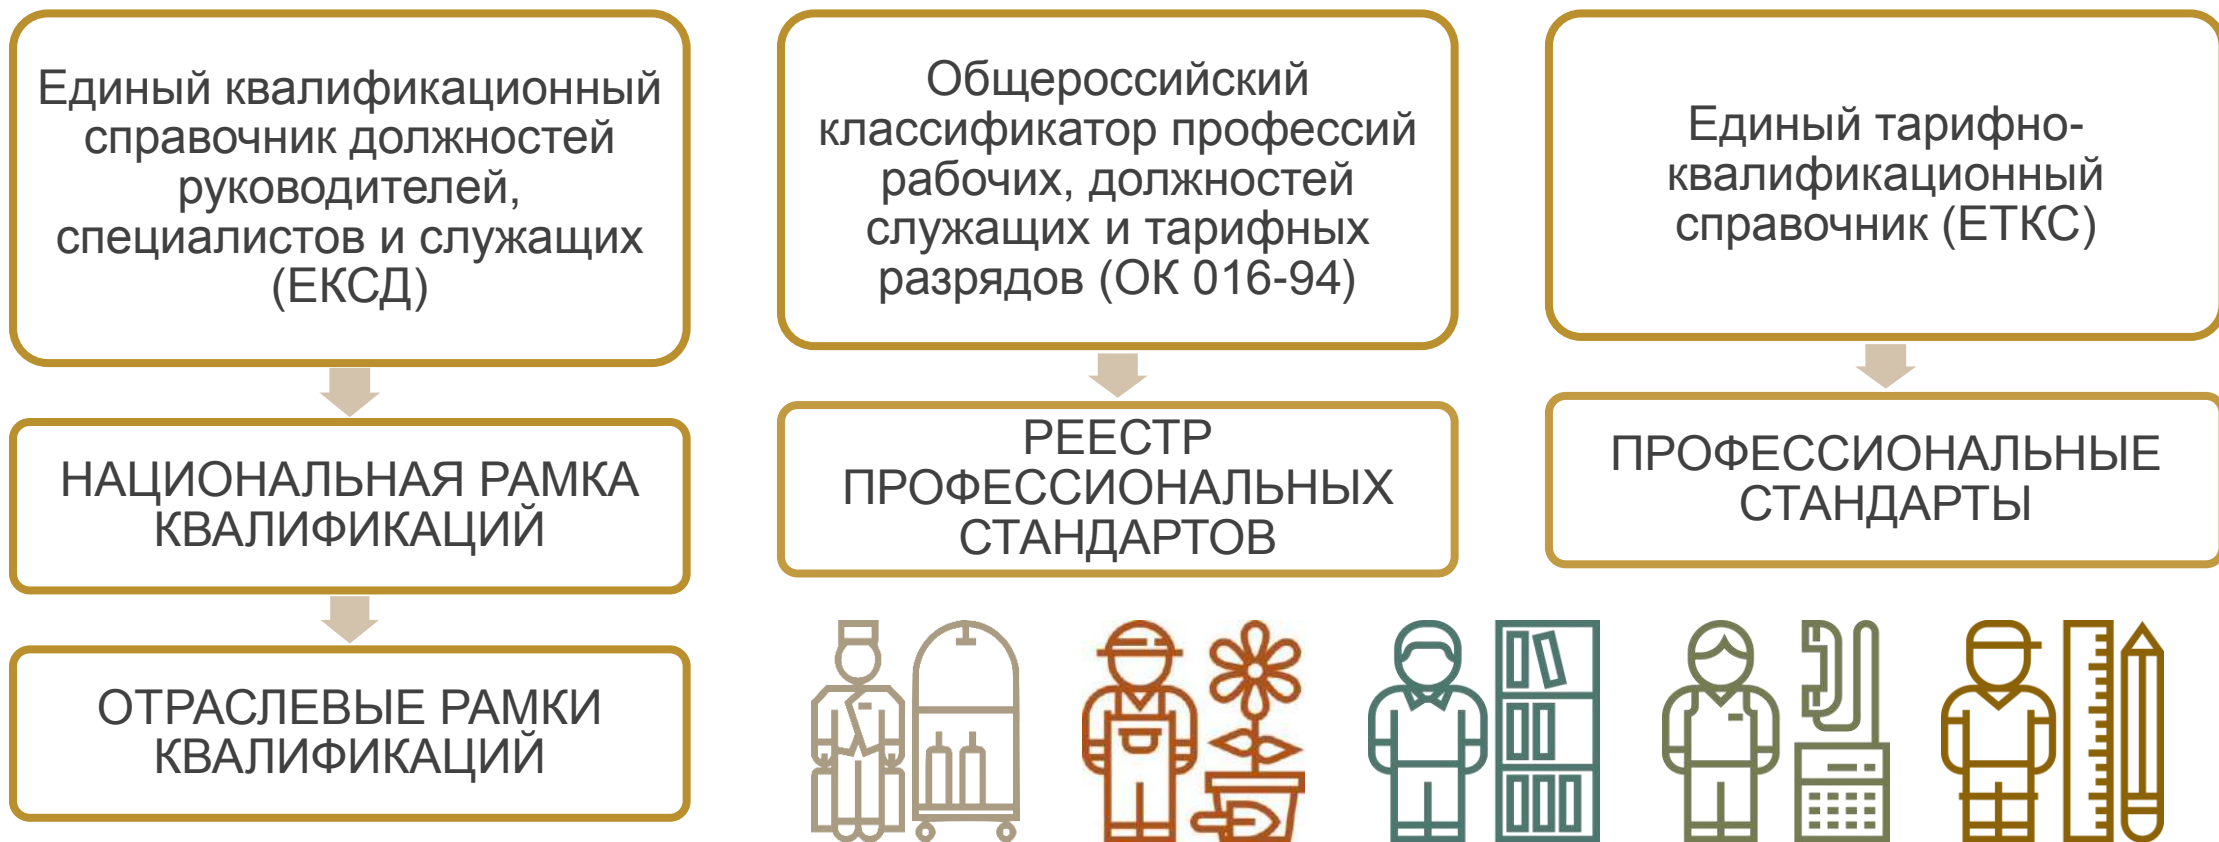 Единый квалификационный
справочник должностей
руководителей,
специалистов и служащих
(ЕКСД)
НАЦИОНАЛЬНАЯ РАМКА
КВАЛИФИКАЦИЙ
ОТРАСЛЕВЫЕ РАМКИ
КВАЛИФИКАЦИЙ
Общероссийский
классификатор профессий
рабочих, должностей
служащих и тарифных
разрядов (ОК 016-94)
РЕЕСТР
ПРОФЕССИОНАЛЬНЫХ
СТАНДАРТОВ
Единый тарифно-
квалификационный
справочник (ЕТКС)
ПРОФЕССИОНАЛЬНЫЕ
СТАНДАРТЫ